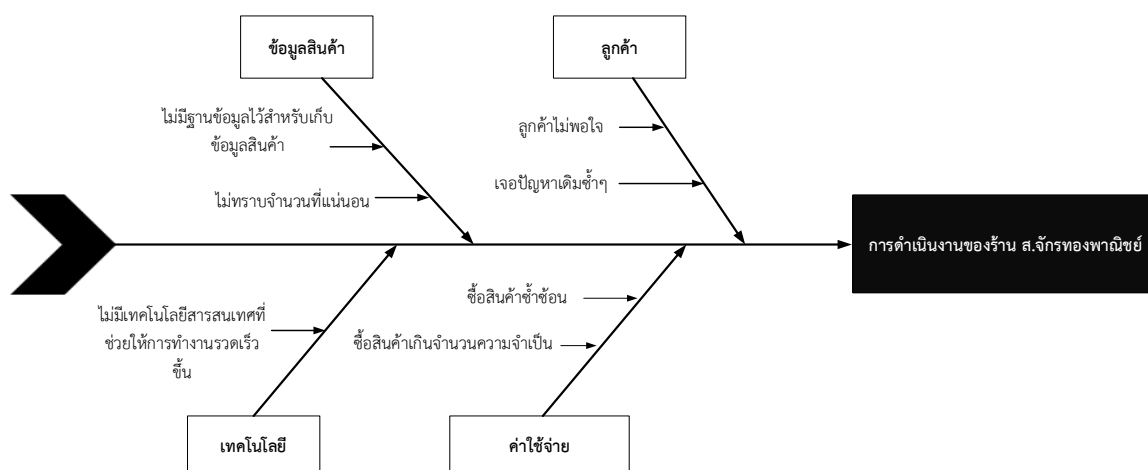 ข้อมูลสินค้า
ลูกค้า
ไม่มีฐานข้อมูลไว้สำหรับเก็บ
ข้อมูลสินค้า
ไม่ทราบจำนวนที่แน่นอน
ลูกค้าไม่พอใจ
เจอปัญหาเดิมซ้ำๆ
การดำเนินงานของร้าน ส.จักรทองพาณิชย์
ไม่มีเทคโนโลยีสารสนเทศที่
ช่วยให้การทำงานรวดเร็ว
ขึ้น
ซื้อสินค้าซ้ำซ้อน
ซื้อสินค้าเกินจำนวนความจำเป็น
เทคโนโลยี
ค่าใช้จ่าย